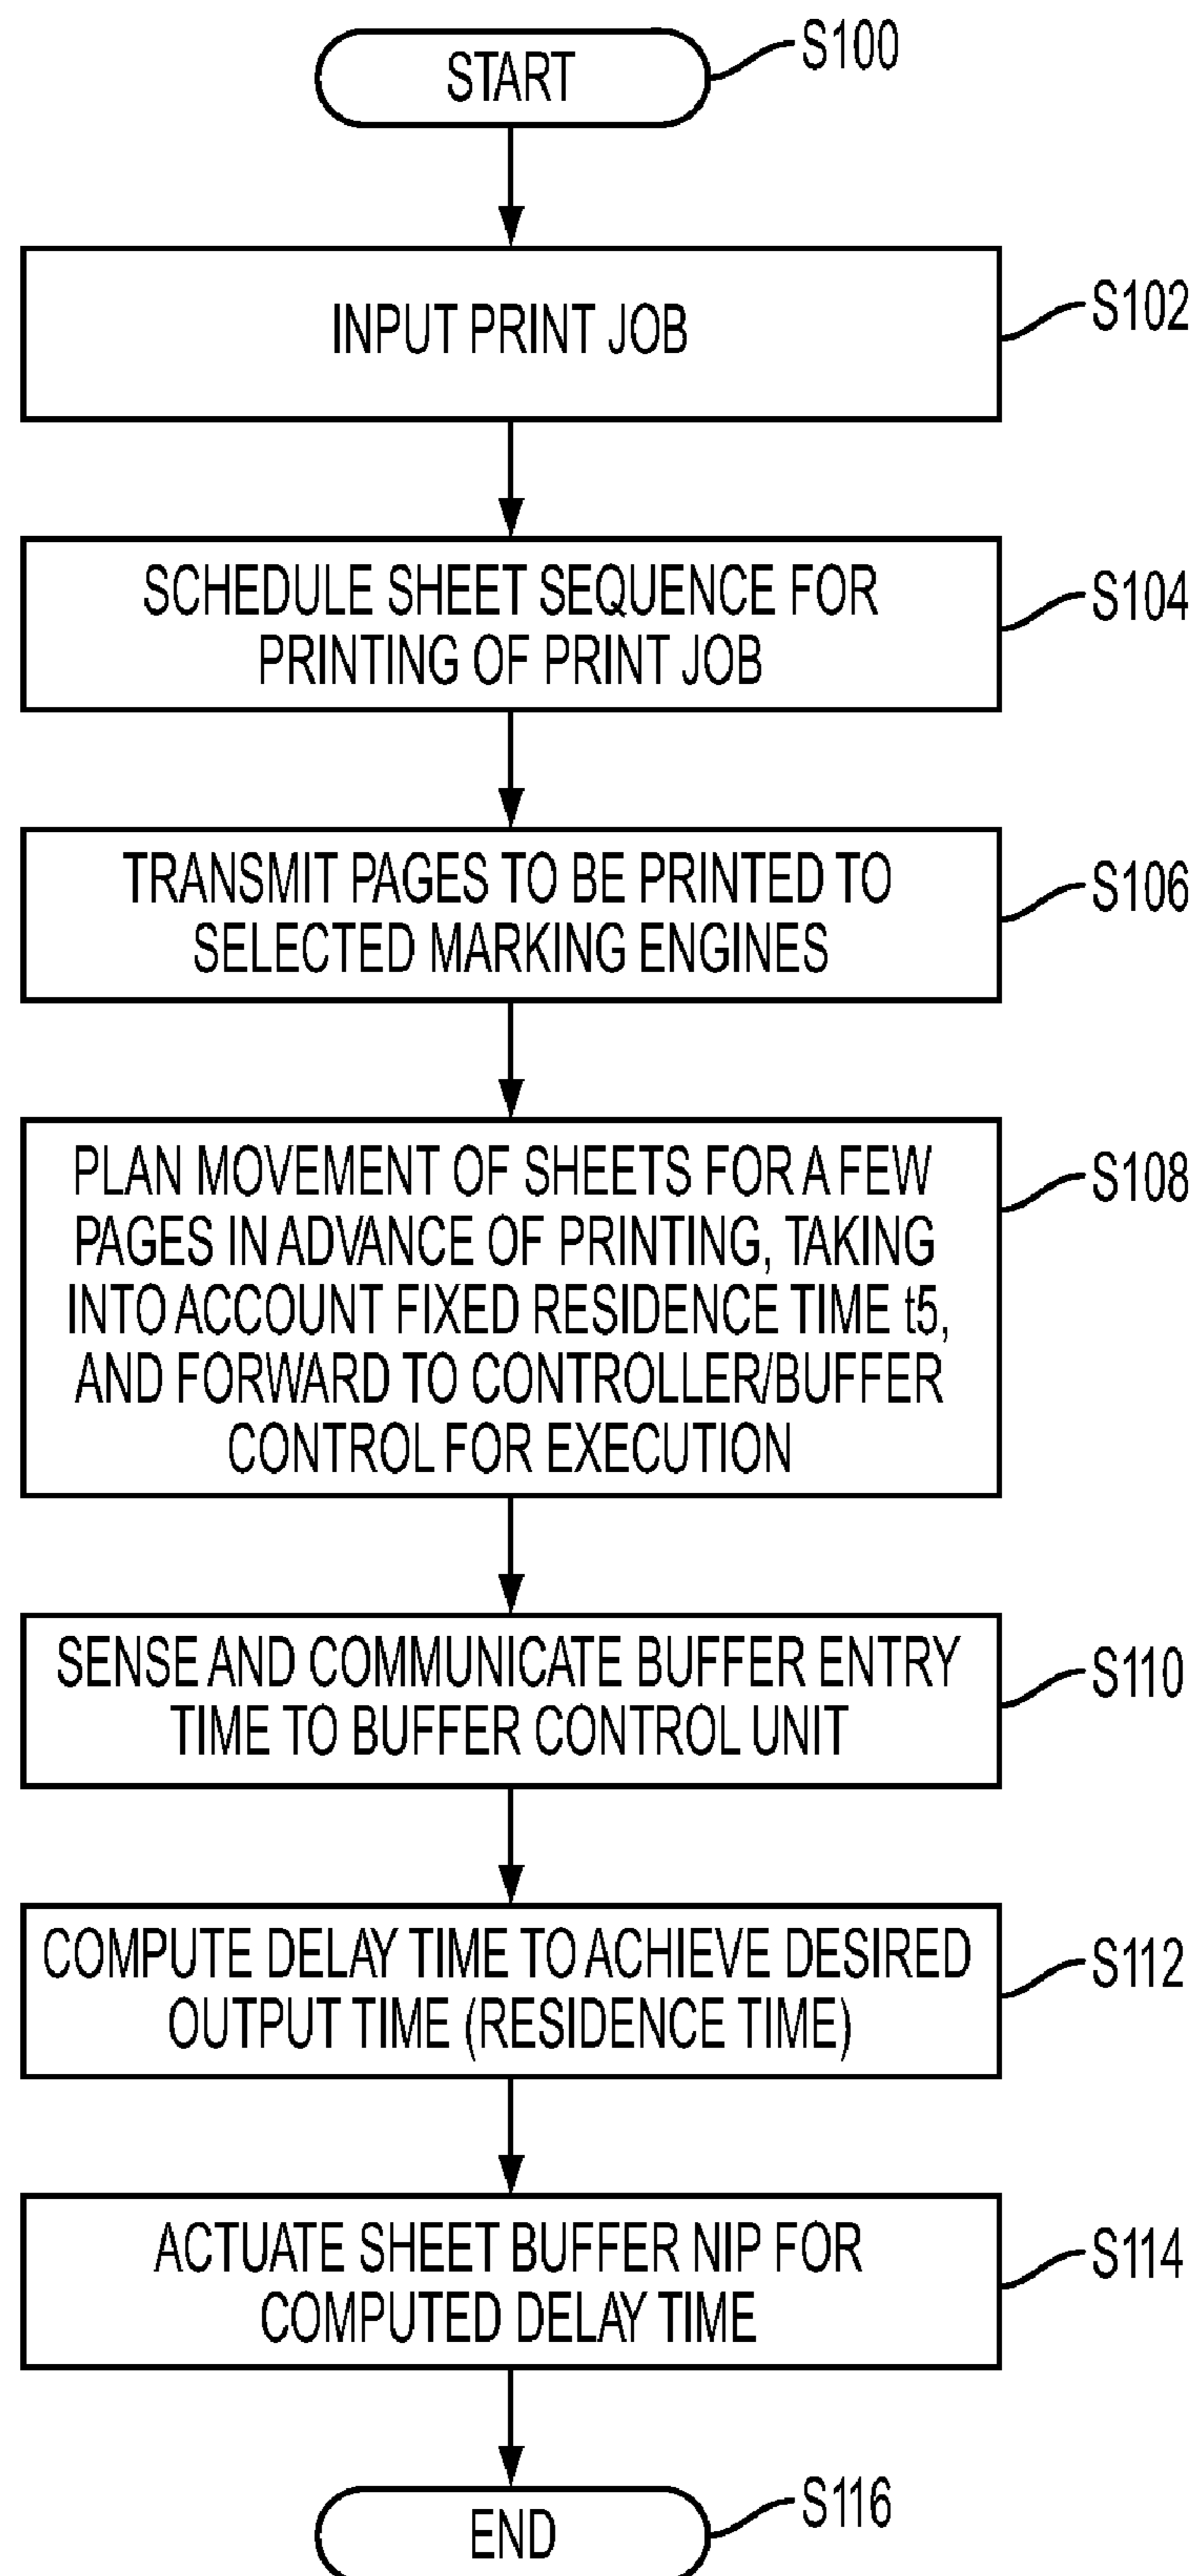 START
S100
INPUT PRINT JOB
S102
SCHEDULE SHEET SEQUENCE FOR
PRINTING OF PRINT JOB
S104
TRANSMIT PAGES TO BE PRINTED TO
SELECTED MARKING ENGINES
S106
PLAN MOVEMENT OF SHEETS FOR A FEW
PAGES IN ADVANCE OF PRINTING, TAKING
INTO ACCOUNT FIXED RESIDENCE TIME t5,
AND FORWARD TO CONTROLLER/BUFFER
CONTROL FOR EXECUTION
S108
SENSE AND COMMUNICATE BUFFER ENTRY
TIME TO BUFFER CONTROL UNIT
S110
COMPUTE DELAY TIME TO ACHIEVE DESIRED
OUTPUT TIME (RESIDENCE TIME)
S112
ACTUATE SHEET BUFFER NIP FOR
COMPUTED DELAY TIME
S114
END
S116